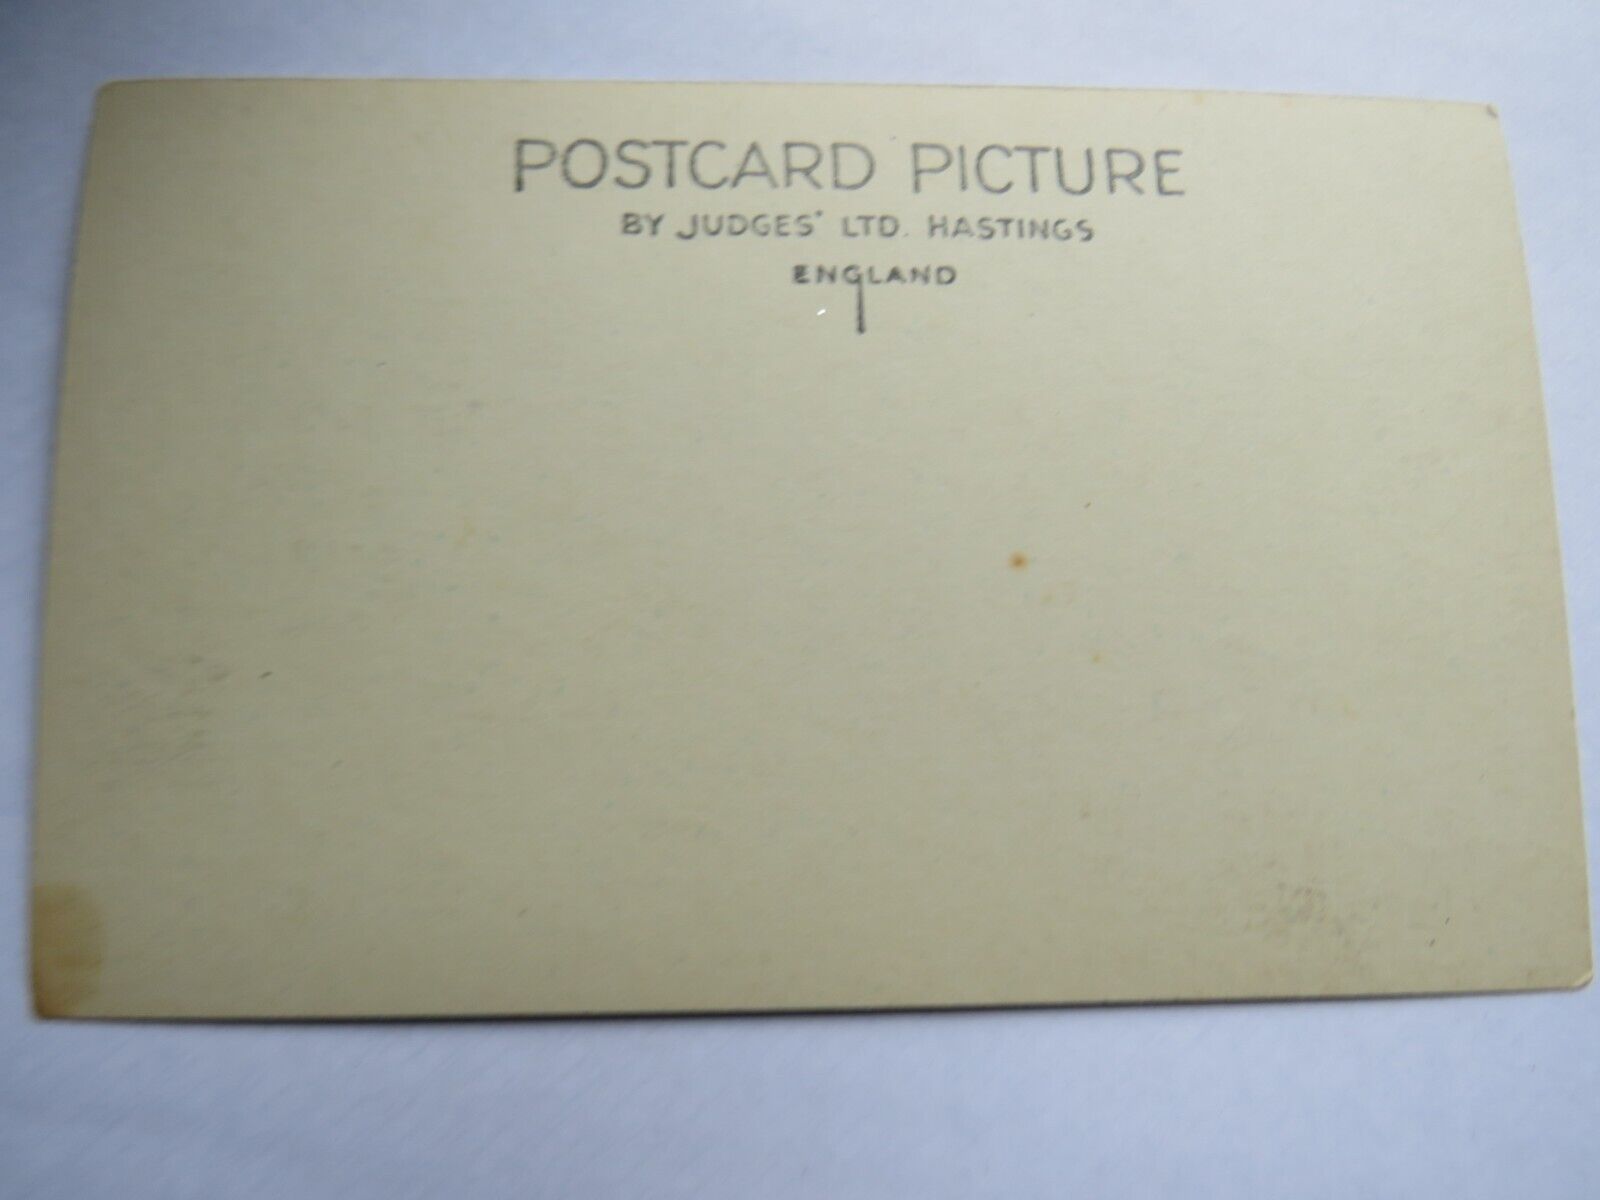 POSTCARD PICTURE
BY JUDGES' LTD. HASTINGS
ENGLAND